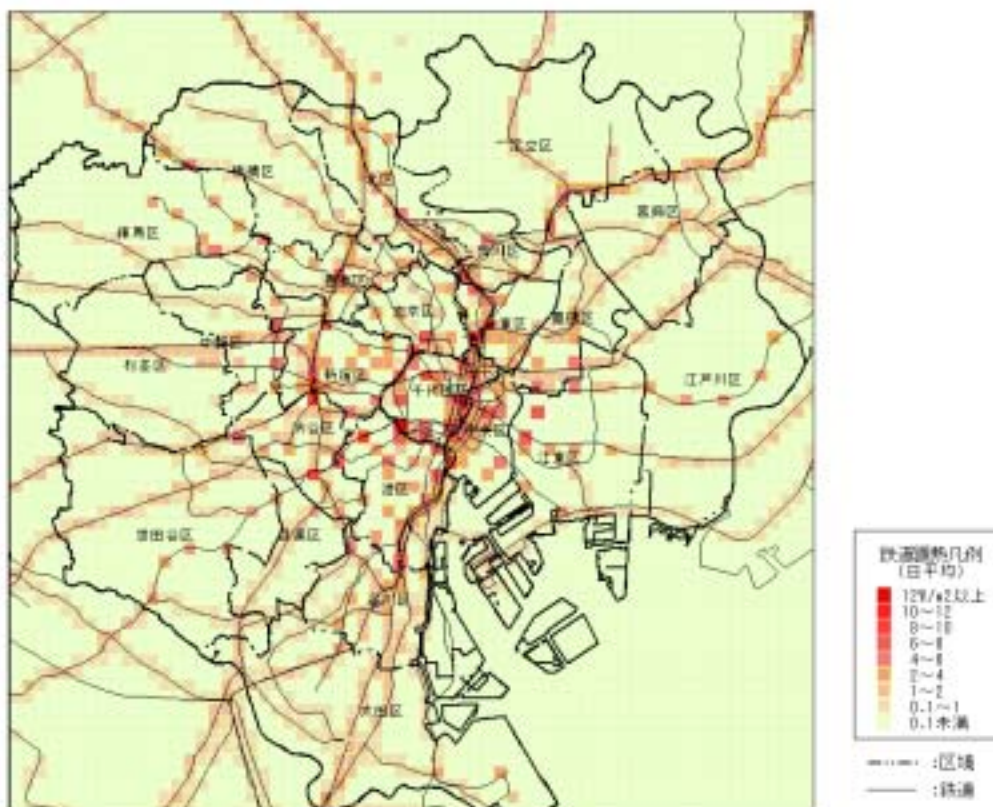 足立区
板橋区
北区
葛飾区
練馬区
荒川区
豊島区
文京区
台東区
墨田区
中野区
杉並区
新宿区
千代田区
江戸川区
渋谷区
中央区
江東区
港区
世田谷区
目黒区
品川区
大田区
鉄道顕熱凡例
(日平均)
12W/m2以上
10～12
8～10
6～8
4～6
2～4
1～2
0.1～1
0.1未満
:区境
:鉄道